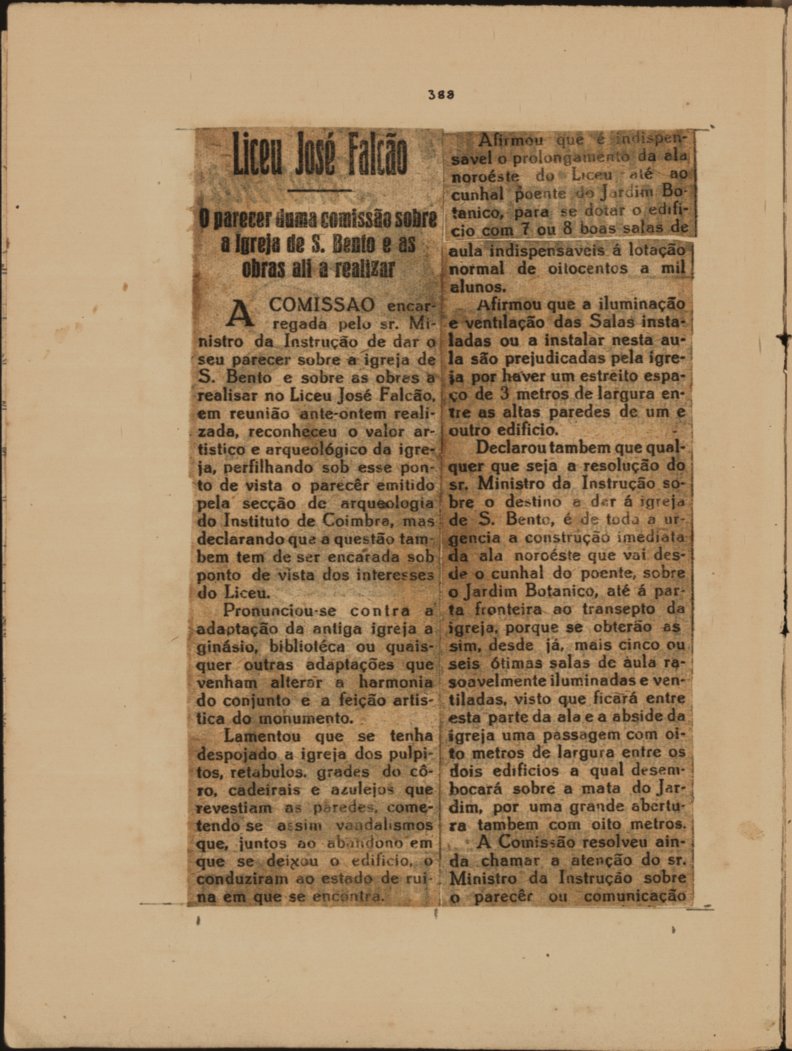 388
Liceu José Falcão
O parecer duma comissão sobre
a Igreja de S. Bento e as
obras ali a realizar
A COMISSAO encar-
regada pelo sr. Mi-
nistro da Instrução de dar o
seu parecer sobre a igreja de
S. Bento e sobre as obres a
realisar no Liceu José Falcão,
em reunião ante-ontem reali-
zada, reconheceu o valor ar-
tistico e arqueológico da igre-
ja, perfilhando sob esse pon-
to de vista o parecêr emitido
pela secção de arqueologia
do Instituto de Coimbra, mas
declarando que a questão tam-
bem tem de ser encarada sob
ponto de vista dos interesses
do Liceu.
Pronunciou-se contra a
adaptação da antiga igreja a
ginásio, bibliotéca ou quais-
quer outras adaptações que
venham alterar a harmonia
do conjunto e a feição artis-
tica do monumento.
Lamentou que se tenha
despojado a igreja dos pulpi-
tos, retabulos, grades do cô-
ro, cadeirais e azulejos que
revestiam as paredes, come-
tendo se assim vandalismos
que, juntos ao abandono em
que se deixou o edificio, o
conduziram ao estado de rui-
na em que se encontra.
Afirmou que é indispen-
savel o prolongamento da ala
noroéste do Liceu até ao
cunhal poente do Jardim Bo-
tanico, para se dotar o edifi-
cio com 7 ou 8 boas salas de
aula indispensaveis á lotação
normal de oitocentos a mil
alunos.
Afirmou que a iluminação
e ventilação das Salas insta-
ladas ou a instalar nesta au-
la são prejudicadas pela igre-
ja por haver um estreito espa-
ço de 3 metros de largura en-
tre as altas paredes de um e
outro edificio.
Declarou tambem que qual-
quer que seja a resolução do
sr. Ministro da Instrução so-
bre o destino a dar á igreja
de S. Bento, é de toda a ur-
gencia a construção imediata
da ala noroéste que vai des-
de o cunhal do poente, sobre
o Jardim Botanico, até á par-
ta fronteira ao transepto da
igreja, porque se obterão as
sim, desde já, mais cinco ou
seis ótimas salas de aula ra-
soavelmente iluminadas e ven-
tiladas, visto que ficará entre
esta parte da ala e a abside da
igreja uma passagem com oi-
to metros de largura entre os
dois edificios a qual desem-
bocará sobre a mata do Jar-
dim, por uma grande abertu-
ra tambem com oito metros.
A Comissão resolveu ain-
da chamar a atenção do sr.
Ministro da Instrução sobre
o parecêr ou comunicação